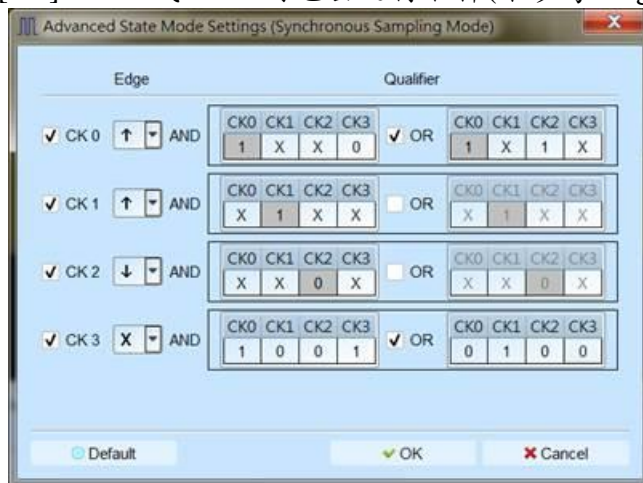 Advanced State Mode Settings (Synchronous Sampling Mode)
Edge Qualifier
CK0 CK1 CK2 CK3 CK0 CK1 CK2 CK3
CK 0 ↑ AND 1 X X 0 OR 1 X 1 X
CK0 CK1 CK2 CK3 CK0 CK1 CK2 CK3
CK 1 ↑ AND X 1 X X OR X 1 X X
CK0 CK1 CK2 CK3 CK0 CK1 CK2 CK3
CK 2 ↓ AND X X 0 X OR X X 0 X
CK0 CK1 CK2 CK3 CK0 CK1 CK2 CK3
CK 3 X AND 1 0 0 1 OR 0 1 0 0
Default OK Cancel